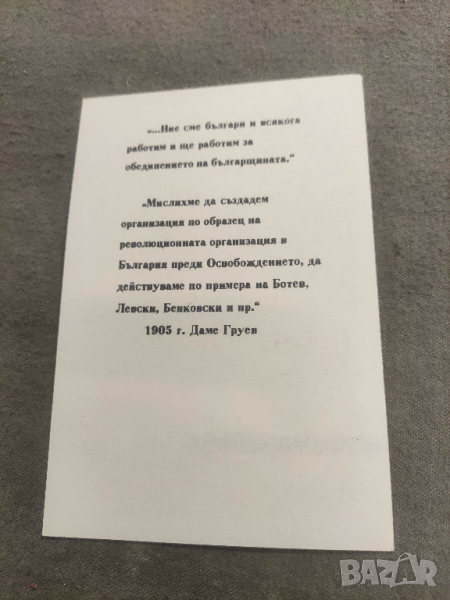 „...Ние сме българи и всякога
работим и ще работим за
обединението на българщината.“
„Мислихме да създадем
организация по образец на
революционната организация в
България преди Освобождението, да
действуваме по примера на Ботев,
Левски, Бенковски и пр.“
1905 г. Даме Груев
BAZAR